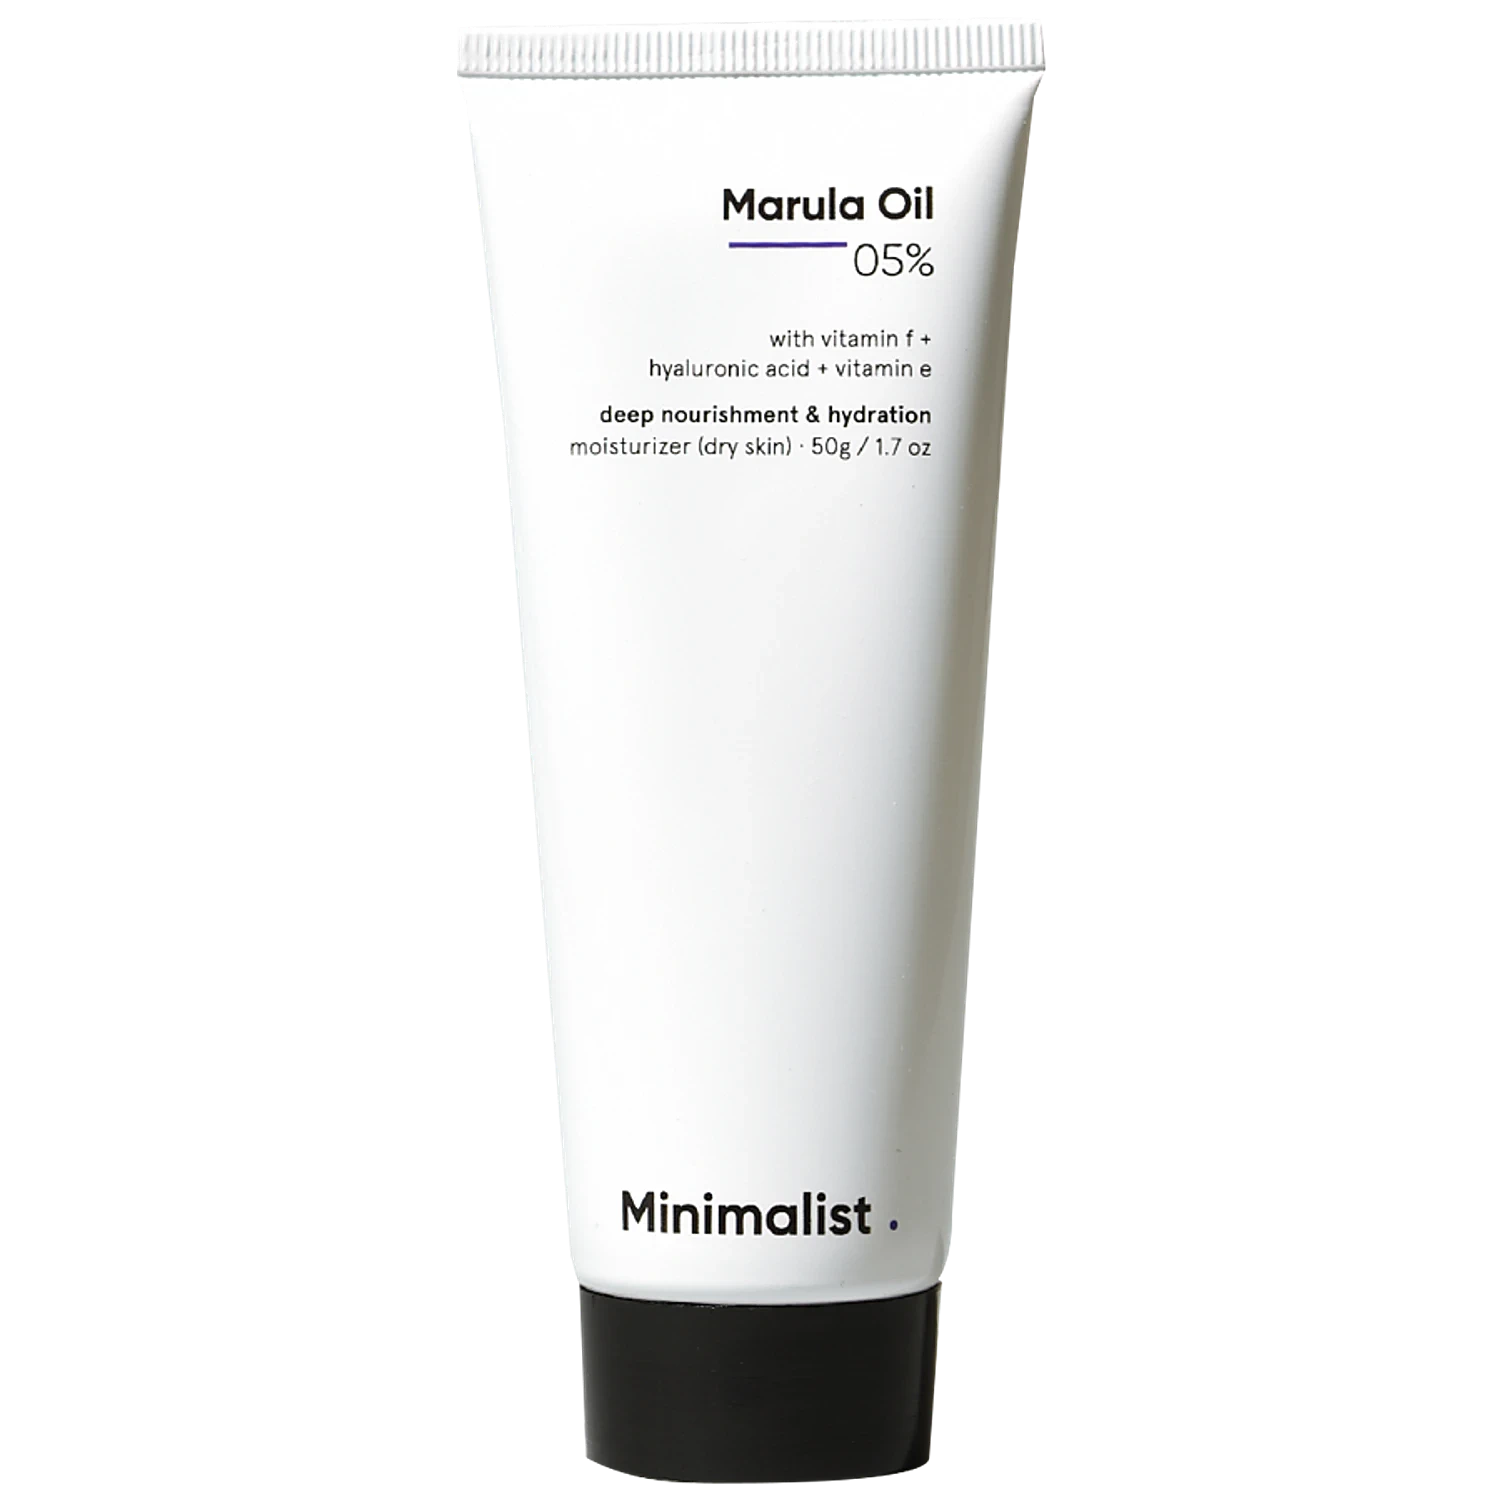 Marula Oil
05%
with vitamin f +
hyaluronic acid + vitamin e
deep nourishment & hydration
moisturizer (dry skin) · 50g / 1.7 oz
Minimalist .